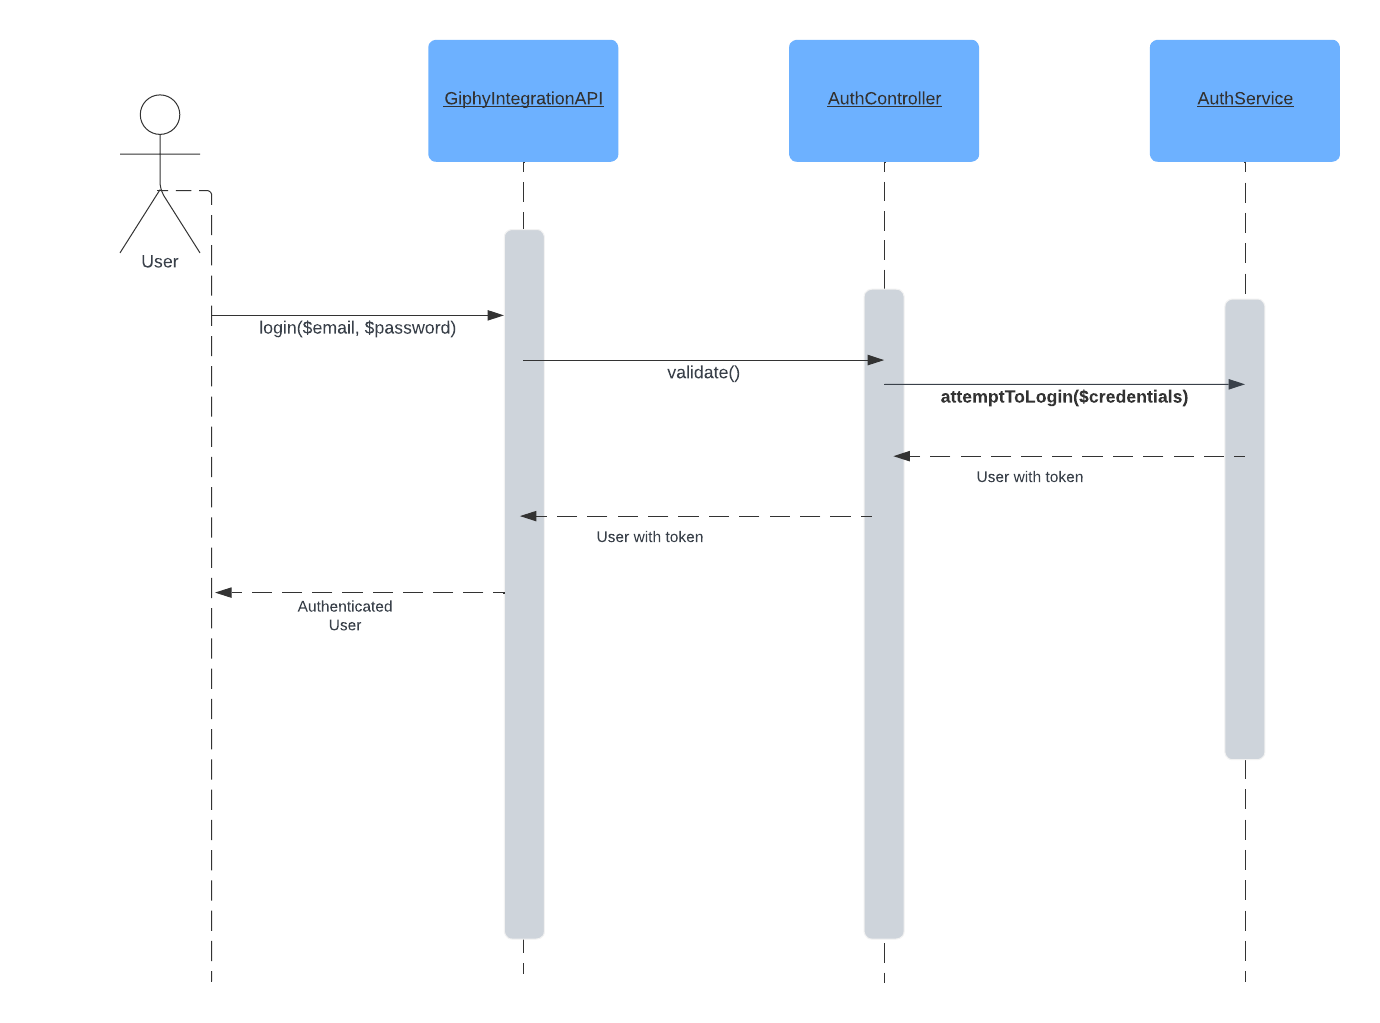 GiphyIntegrationAPI
AuthController
AuthService
User
login($email, $password)
validate()
attemptToLogin($credentials)
User with token
User with token
Authenticated
User